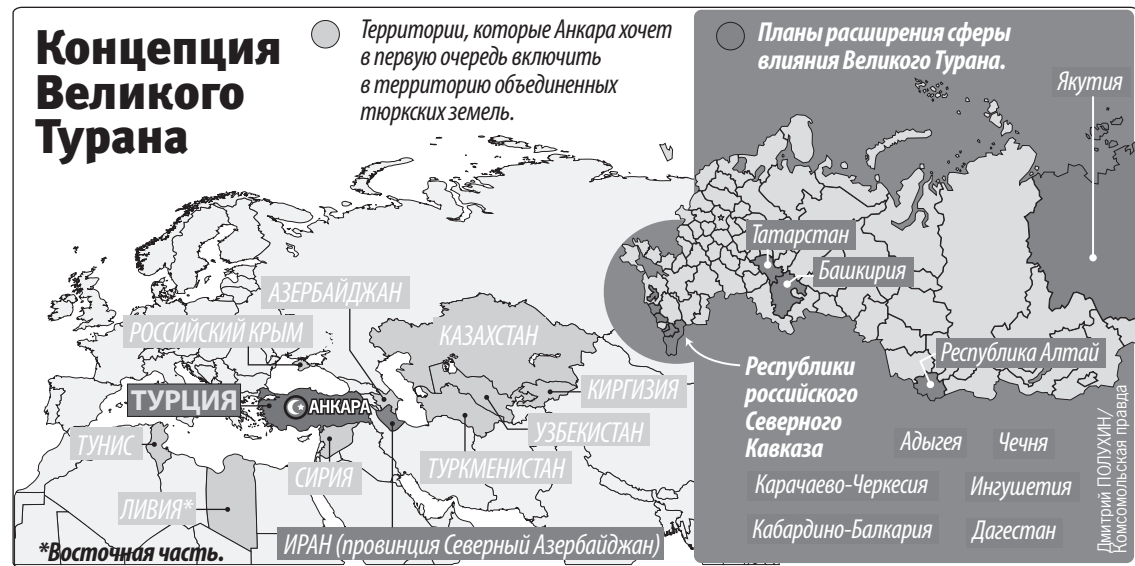 Концепция
Великого
Турана
Территории, которые Анкара хочет
в первую очередь включить
в территорию объединенных
тюркских земель.
Планы расширения сферы
влияния Великого Турана.
Якутия
Татарстан
Башкирия
Республика Алтай
АЗЕРБАЙДЖАН
РОССИЙСКИЙ КРЫМ
КАЗАХСТАН
ТУРЦИЯ
АНКАРА
КИРГИЗИЯ
ТУНИС
УЗБЕКИСТАН
СИРИЯ
ТУРКМЕНИСТАН
ЛИВИЯ*
ИРАН (провинция Северный Азербайджан)
*Восточная часть.
Республики
российского
Северного
Кавказа
Адыгея
Чечня
Карачаево-Черкесия
Ингушетия
Кабардино-Балкария
Дагестан
Дмитрий ПОЛУХИН/
Комсомольская правда